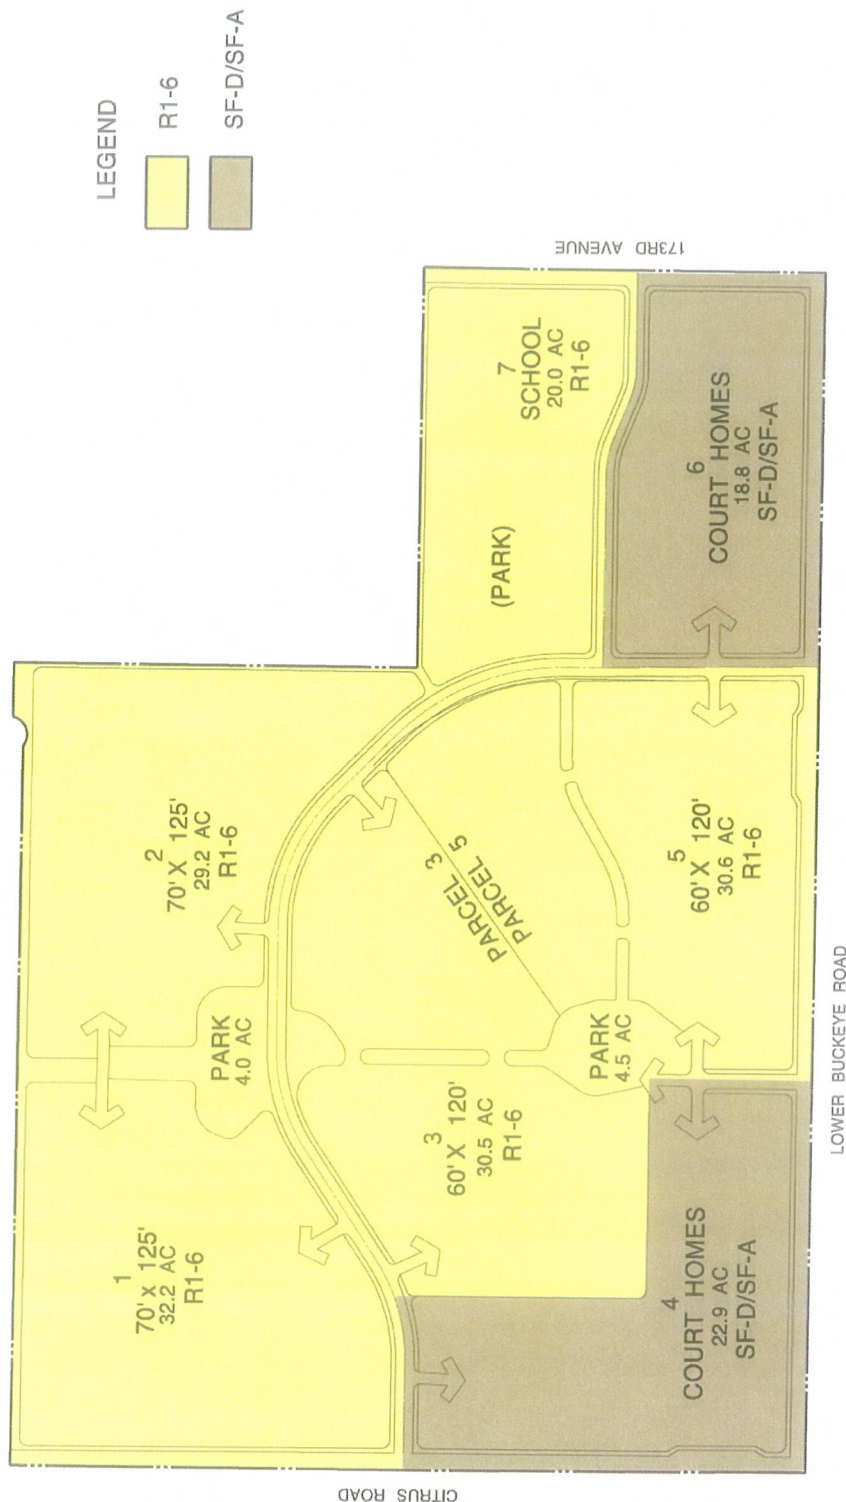 LEGEND
R1-6
SF-D/SF-A
CITRUS ROAD
173RD AVENUE
LOWER BUCKEYE ROAD
1
70' X 125'
32.2 AC
R1-6
2
70' X 125'
29.2 AC
R1-6
PARK
4.0 AC
3
60' X 120'
30.5 AC
R1-6
PARCEL 3
PARCEL 5
PARK
4.5 AC
4
COURT HOMES
22.9 AC
SF-D/SF-A
5
60' X 120'
30.6 AC
R1-6
6
COURT HOMES
18.8 AC
SF-D/SF-A
7
SCHOOL
20.0 AC
R1-6
(PARK)